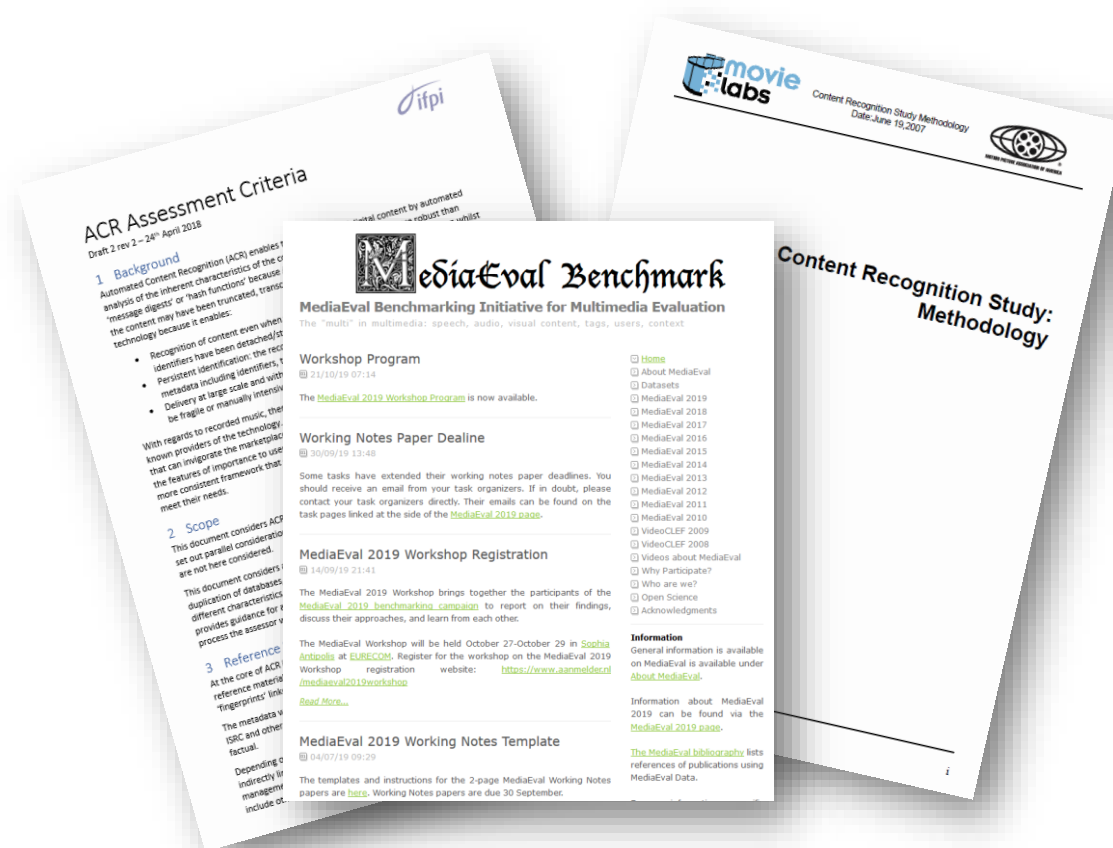 ifpi
ACR Assessment Criteria
Draft 2 rev 2 – 24th April 2018
1 Background
Automated Content Recognition (ACR) enables
digital content by automated
analysis of the inherent characteristics of the
robust than
'message digests' or 'hash functions' because
whilst
the content may have been truncated,
technology because it enables:
• Recognition of content even when
identifiers have been
• Persistent identification: the
metadata including identifiers,
• Delivery at large scale and with
be fragile or manually
With regards to recorded music,
known providers of the technology.
that can invigorate the
the features of importance to
more consistent framework that
meet their needs.
2 Scope
This document considers ACR
set out parallel
are not here considered.
This document considers
duplication of databases
different characteristics
provides guidance for
process the assessor
3 Reference
At the core of ACR
reference
'fingerprints'
The metadata
ISRC and other
factual.
Depending
indirectly
include
MediaEval Benchmark
MediaEval Benchmarking Initiative for Multimedia Evaluation
The "multi" in multimedia: speech, audio, visual content, tags, users, context
Workshop Program
21/10/19 07:14
The MediaEval 2019 Workshop Program is now available.
Working Notes Paper Dealine
30/09/19 13:48
Some tasks have extended their working notes paper deadlines. You
should receive an email from your task organizers. If in doubt, please
contact your task organizers directly. Their emails can be found on the
task pages linked at the side of the MediaEval 2019 page.
MediaEval 2019 Workshop Registration
14/09/19 21:41
The MediaEval 2019 Workshop brings together the participants of the
MediaEval 2019 benchmarking campaign to report on their findings,
discuss their approaches, and learn from each other.
The MediaEval Workshop will be held October 27-October 29 in Sophia
Antipolis at EURECOM. Register for the workshop on the MediaEval 2019
Workshop registration website: https://www.aanmelder.nl
/mediaeval2019workshop
Read More...
MediaEval 2019 Working Notes Template
04/07/19 09:29
The templates and instructions for the 2-page MediaEval Working Notes
papers are here. Working Notes papers are due 30 September.
Home
About MediaEval
Datasets
MediaEval 2019
MediaEval 2018
MediaEval 2017
MediaEval 2016
MediaEval 2015
MediaEval 2014
MediaEval 2013
MediaEval 2012
MediaEval 2011
MediaEval 2010
VideoCLEF 2009
VideoCLEF 2008
Videos about MediaEval
Why Participate?
Who are we?
Open Science
Acknowledgments
Information
General information is available
on MediaEval is available under
About MediaEval.
Information about MediaEval
2019 can be found via the
MediaEval 2019 page.
The MediaEval bibliography lists
references of publications using
MediaEval Data.
movie
labs
Content Recognition Study Methodology
Date:June 19,2007
MOTION PICTURE ASSOCIATION OF AMERICA
Content Recognition Study:
Methodology
i